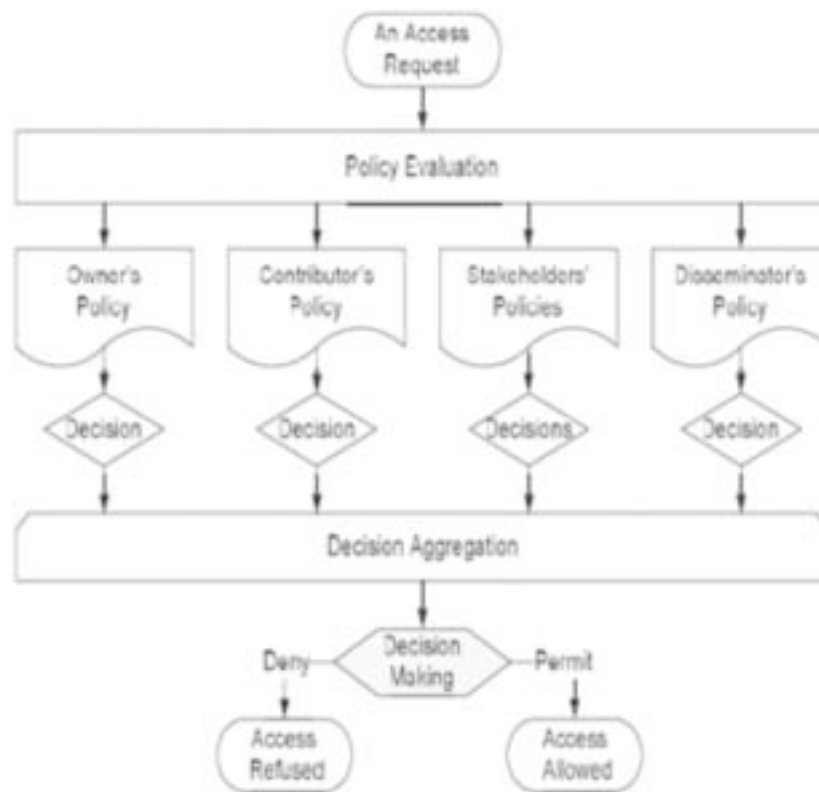 An Access
Request
Policy Evaluation
Owner's
Policy
Contributor's
Policy
Stakeholders'
Policies
Disseminator's
Policy
Decision
Decision
Decisions
Decision
Decision Aggregation
Decision
Making
Deny
Permit
Access
Refused
Access
Allowed